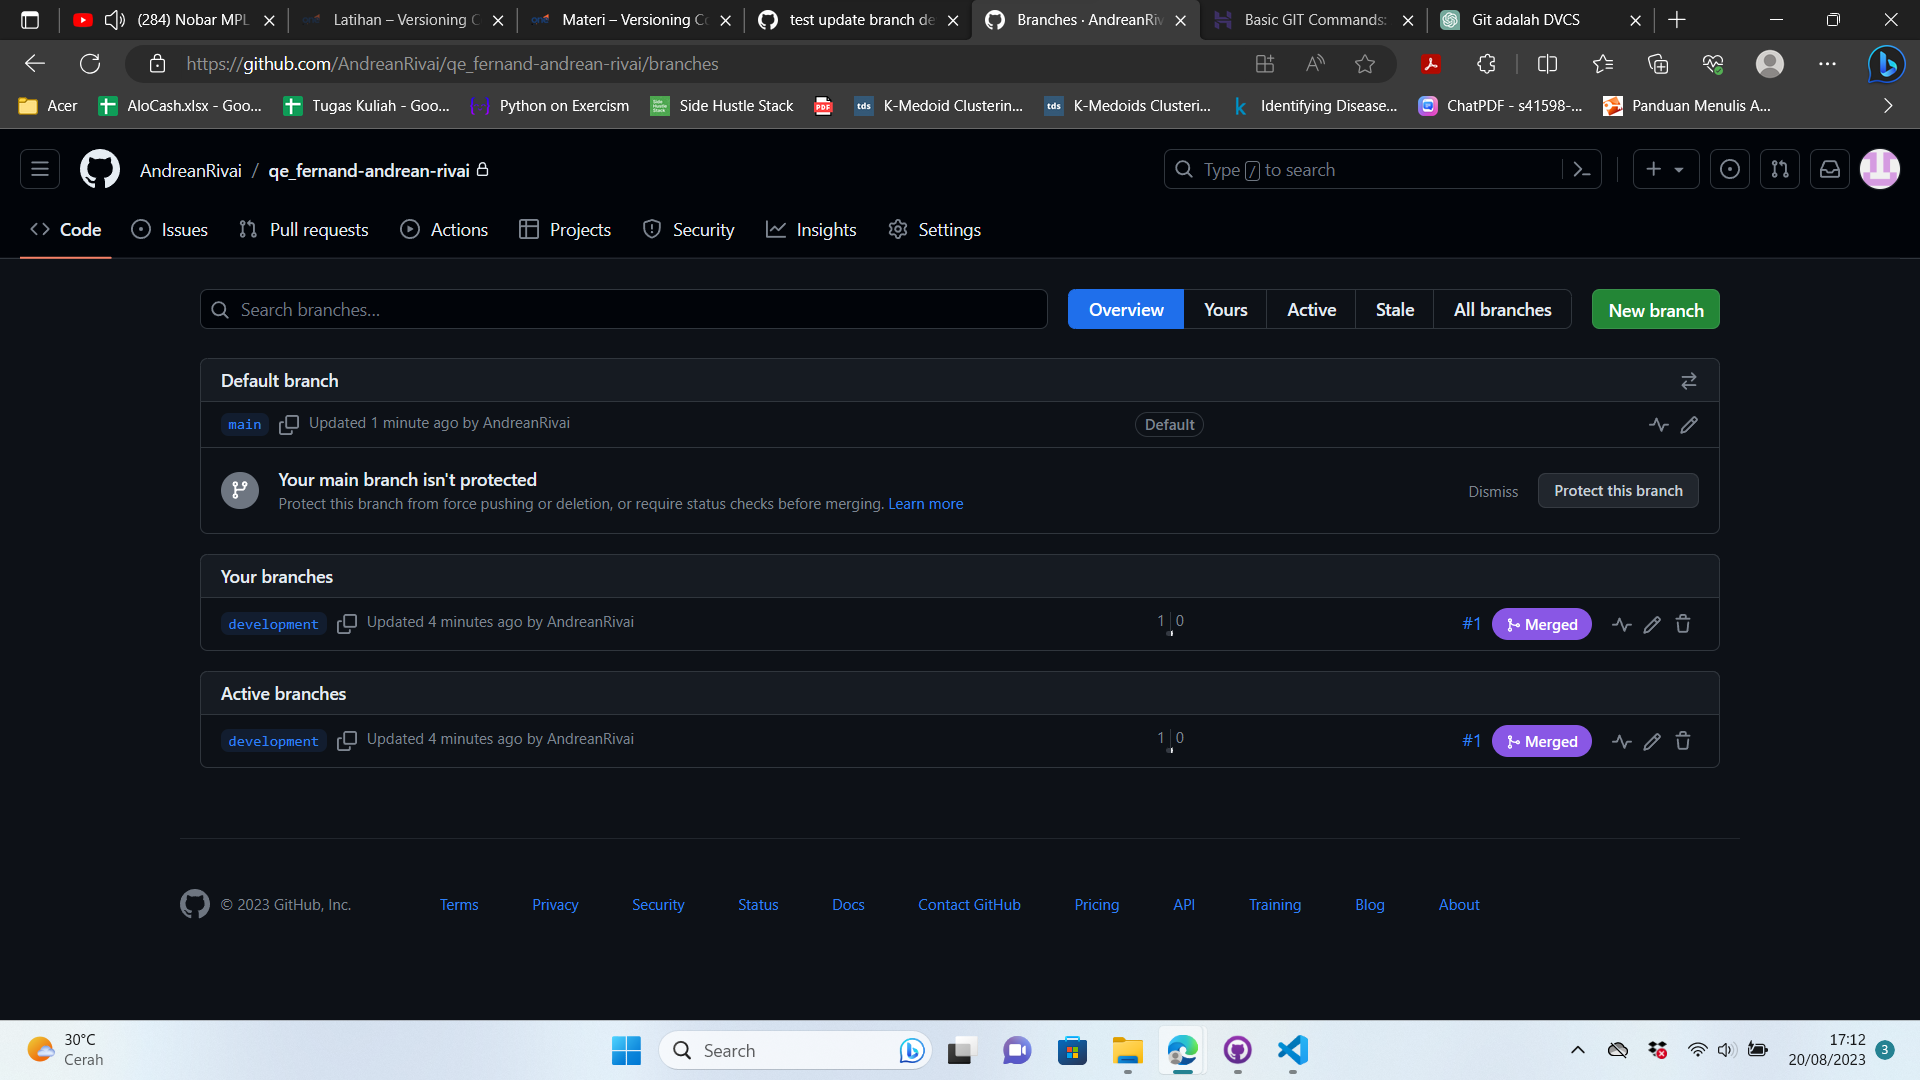 (284) Nobar MPL
Latihan – Versioning C
Materi – Versioning Co
test update branch de
Branches · AndreanRiv
Basic GIT Commands:
Git adalah DVCS
https://github.com/AndreanRivai/qe_fernand-andrean-rivai/branches
Acer
AloCash.xlsx - Goo...
Tugas Kuliah - Goo...
Python on Exercism
Side Hustle Stack
K-Medoid Clusterin...
K-Medoids Clusteri...
Identifying Disease...
ChatPDF - s41598-...
Panduan Menulis A...
AndreanRivai / qe_fernand-andrean-rivai
Type / to search
Code
Issues
Pull requests
Actions
Projects
Security
Insights
Settings
Search branches...
Overview
Yours
Active
Stale
All branches
New branch
Default branch
main Updated 1 minute ago by AndreanRivai
Default
Your main branch isn't protected
Protect this branch from force pushing or deletion, or require status checks before merging. Learn more
Dismiss
Protect this branch
Your branches
development Updated 4 minutes ago by AndreanRivai
1 | 0
#1 Merged
Active branches
development Updated 4 minutes ago by AndreanRivai
1 | 0
#1 Merged
© 2023 GitHub, Inc.
Terms
Privacy
Security
Status
Docs
Contact GitHub
Pricing
API
Training
Blog
About
30°C
Cerah
Search
17:12
20/08/2023
3